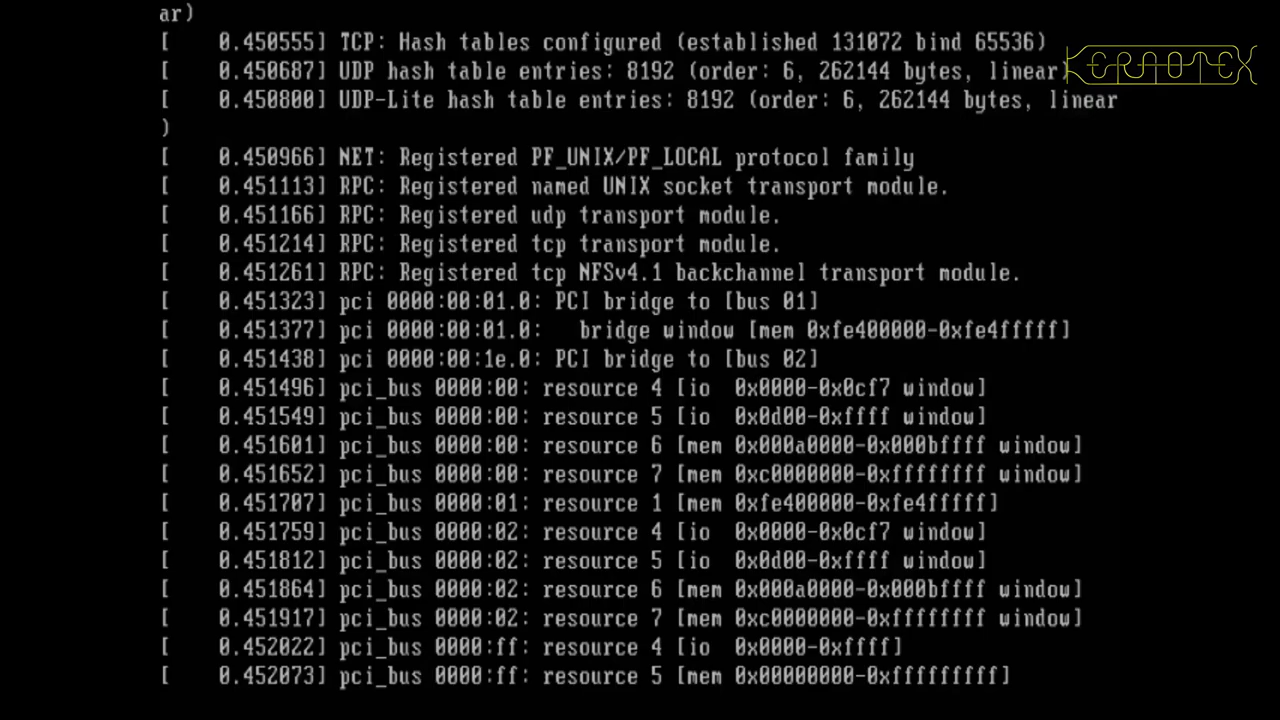 ar)
[    0.450555] TCP: Hash tables configured (established 131072 bind 65536)
[    0.450687] UDP hash table entries: 8192 (order: 6, 262144 bytes, linear)
[    0.450800] UDP-Lite hash table entries: 8192 (order: 6, 262144 bytes, linear
)
[    0.450966] NET: Registered PF_UNIX/PF_LOCAL protocol family
[    0.451113] RPC: Registered named UNIX socket transport module.
[    0.451166] RPC: Registered udp transport module.
[    0.451214] RPC: Registered tcp transport module.
[    0.451261] RPC: Registered tcp NFSv4.1 backchannel transport module.
[    0.451323] pci 0000:00:01.0: PCI bridge to [bus 01]
[    0.451377] pci 0000:00:01.0:   bridge window [mem 0xfe400000-0xfe4fffff]
[    0.451438] pci 0000:00:1e.0: PCI bridge to [bus 02]
[    0.451496] pci_bus 0000:00: resource 4 [io  0x0000-0x0cf7 window]
[    0.451549] pci_bus 0000:00: resource 5 [io  0x0d00-0xffff window]
[    0.451601] pci_bus 0000:00: resource 6 [mem 0x000a0000-0x000bffff window]
[    0.451652] pci_bus 0000:00: resource 7 [mem 0xc0000000-0xffffffff window]
[    0.451707] pci_bus 0000:01: resource 1 [mem 0xfe400000-0xfe4fffff]
[    0.451759] pci_bus 0000:02: resource 4 [io  0x0000-0x0cf7 window]
[    0.451812] pci_bus 0000:02: resource 5 [io  0x0d00-0xffff window]
[    0.451864] pci_bus 0000:02: resource 6 [mem 0x000a0000-0x000bffff window]
[    0.451917] pci_bus 0000:02: resource 7 [mem 0xc0000000-0xffffffff window]
[    0.452022] pci_bus 0000:ff: resource 4 [io  0x0000-0xffff]
[    0.452073] pci_bus 0000:ff: resource 5 [mem 0x00000000-0xfffffffff]